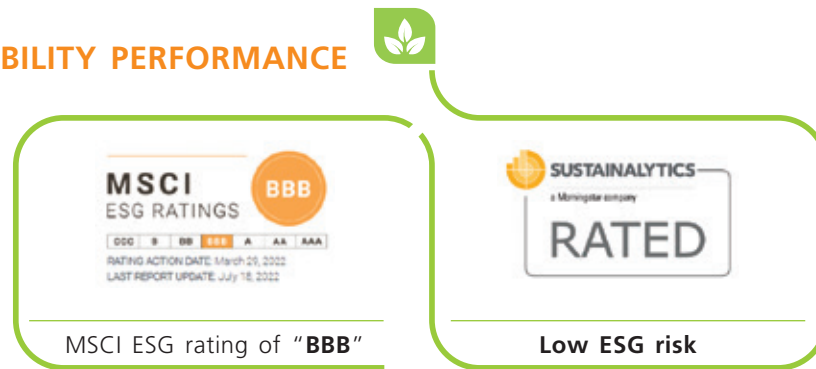 BILITY PERFORMANCE
MSCI
ESG RATINGS
BBB
CCC B BB BBB A AA AAA
RATING ACTION DATE: March 29, 2022
LAST REPORT UPDATE: July 18, 2022
MSCI ESG rating of “BBB”
SUSTAINALYTICS
a Morningstar company
RATED
Low ESG risk